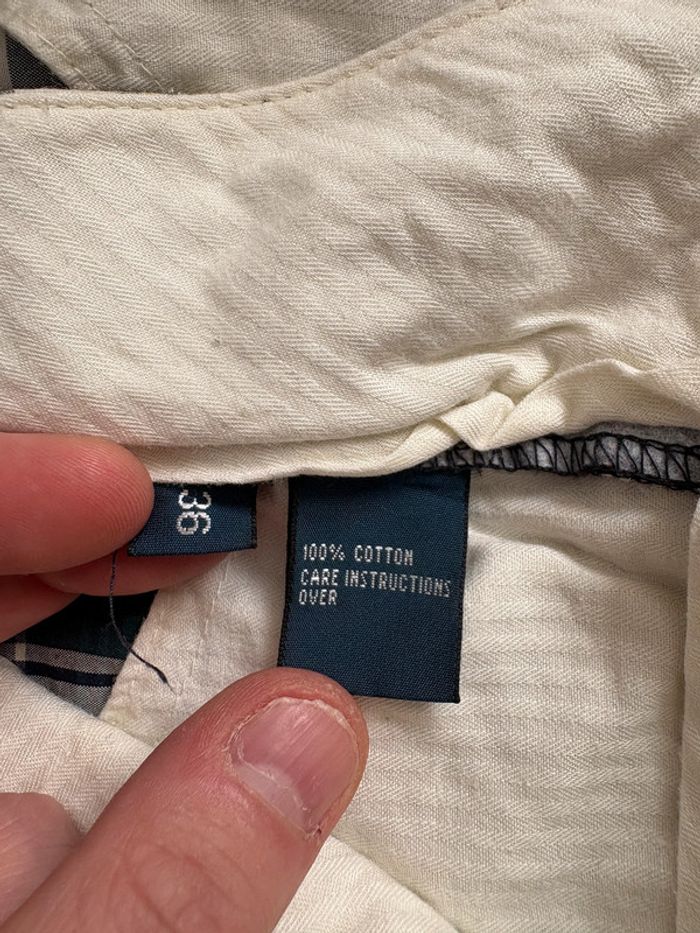 36
100% COTTON
CARE INSTRUCTIONS
OVER